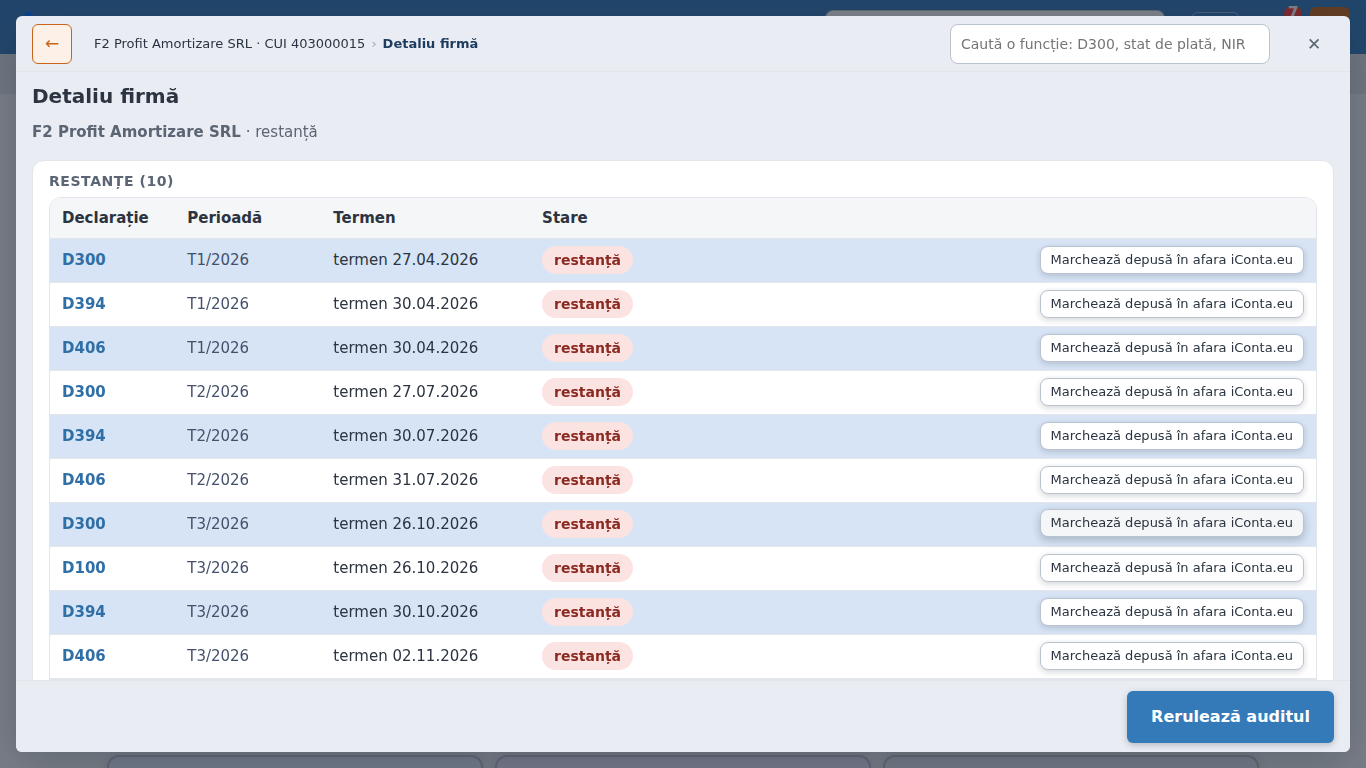 7
← F2 Profit Amortizare SRL · CUI 403000015 › Detaliu firmă Caută o funcție: D300, stat de plată, NIR ✕
Detaliu firmă
F2 Profit Amortizare SRL · restanță
RESTANȚE (10)
Declarație Perioadă Termen Stare
D300 T1/2026 termen 27.04.2026 restanță Marchează depusă în afara iConta.eu
D394 T1/2026 termen 30.04.2026 restanță Marchează depusă în afara iConta.eu
D406 T1/2026 termen 30.04.2026 restanță Marchează depusă în afara iConta.eu
D300 T2/2026 termen 27.07.2026 restanță Marchează depusă în afara iConta.eu
D394 T2/2026 termen 30.07.2026 restanță Marchează depusă în afara iConta.eu
D406 T2/2026 termen 31.07.2026 restanță Marchează depusă în afara iConta.eu
D300 T3/2026 termen 26.10.2026 restanță Marchează depusă în afara iConta.eu
D100 T3/2026 termen 26.10.2026 restanță Marchează depusă în afara iConta.eu
D394 T3/2026 termen 30.10.2026 restanță Marchează depusă în afara iConta.eu
D406 T3/2026 termen 02.11.2026 restanță Marchează depusă în afara iConta.eu
Rerulează auditul